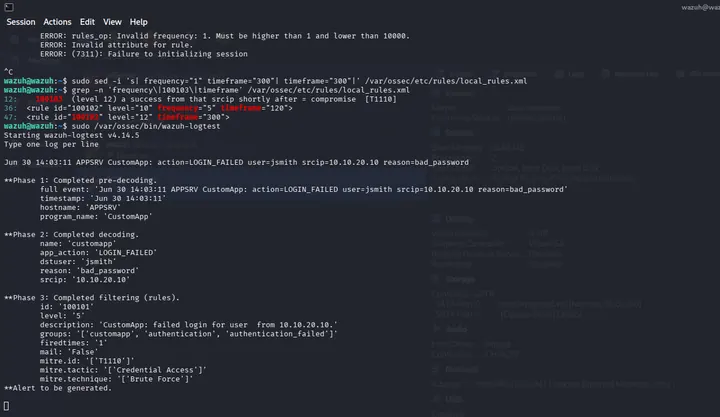 wazuh@waz
Session Actions Edit View Help
ERROR: rules_op: Invalid frequency: 1. Must be higher than 1 and lower than 10000.
ERROR: Invalid attribute for rule.
ERROR: (7311): Failure to initializing session
^C
wazuh@wazuh:~$ sudo sed -i 's| frequency="1" timeframe="300"| timeframe="300"|' /var/ossec/etc/rules/local_rules.xml
wazuh@wazuh:~$ grep -n 'frequency\|100103\|timeframe' /var/ossec/etc/rules/local_rules.xml
12: 100103 (level 12) a success from that srcip shortly after = compromise [T1110]
36: <rule id="100102" level="10" frequency="5" timeframe="120">
47: <rule id="100103" level="12" timeframe="300">
wazuh@wazuh:~$ sudo /var/ossec/bin/wazuh-logtest
Starting wazuh-logtest v4.14.5
Type one log per line
Jun 30 14:03:11 APPSRV CustomApp: action=LOGIN_FAILED user=jsmith srcip=10.10.20.10 reason=bad_password
**Phase 1: Completed pre-decoding.
full event: 'Jun 30 14:03:11 APPSRV CustomApp: action=LOGIN_FAILED user=jsmith srcip=10.10.20.10 reason=bad_password'
timestamp: 'Jun 30 14:03:11'
hostname: 'APPSRV'
program_name: 'CustomApp'
**Phase 2: Completed decoding.
name: 'customapp'
app_action: 'LOGIN_FAILED'
dstuser: 'jsmith'
reason: 'bad_password'
srcip: '10.10.20.10'
**Phase 3: Completed filtering (rules).
id: '100101'
level: '5'
description: 'CustomApp: failed login for user  from 10.10.20.10.'
groups: '['customapp', 'authentication', 'authentication_failed']'
firedtimes: '1'
mail: 'False'
mitre.id: '['T1110']'
mitre.tactic: '['Credential Access']'
mitre.technique: '['Brute Force']'
**Alert to be generated.